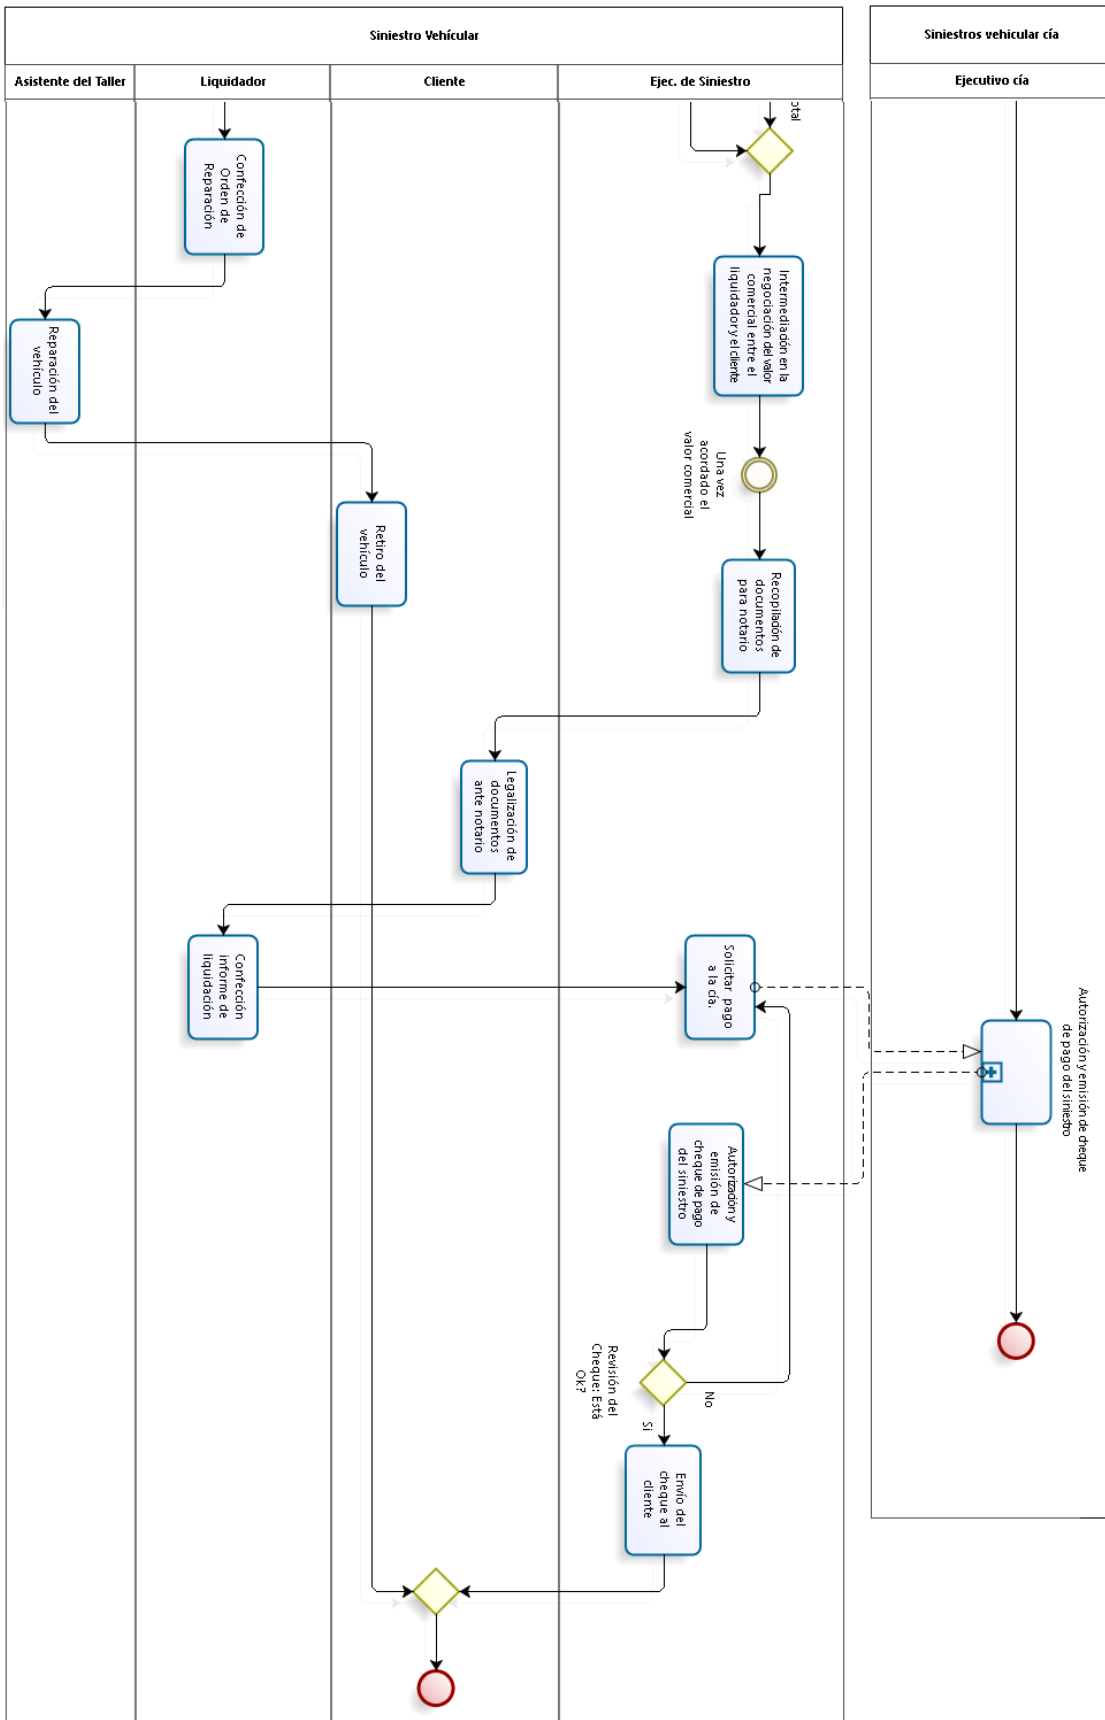 Siniestro Vehícular
Siniestros vehicular cía
Asistente del Taller
Liquidador
Cliente
Ejec. de Siniestro
Ejecutivo cía
otal
Confección de
Orden de
Reparación
Intermediación en la
negociación del valor
comercial entre el
liquidador y el cliente
Reparación del
vehículo
Una vez
acordado el
valor comercial
Retiro del
vehículo
Recopilación de
documentos
para notario
Legalización de
documentos
ante notario
Confección
informe de
liquidación
Solicitar pago
a la cía.
Autorización y emisión de cheque
de pago del siniestro
Autorización y
emisión de
cheque de pago
del siniestro
Revisión del
Cheque: Está
Ok?
No
Si
Envío del
cheque al
cliente